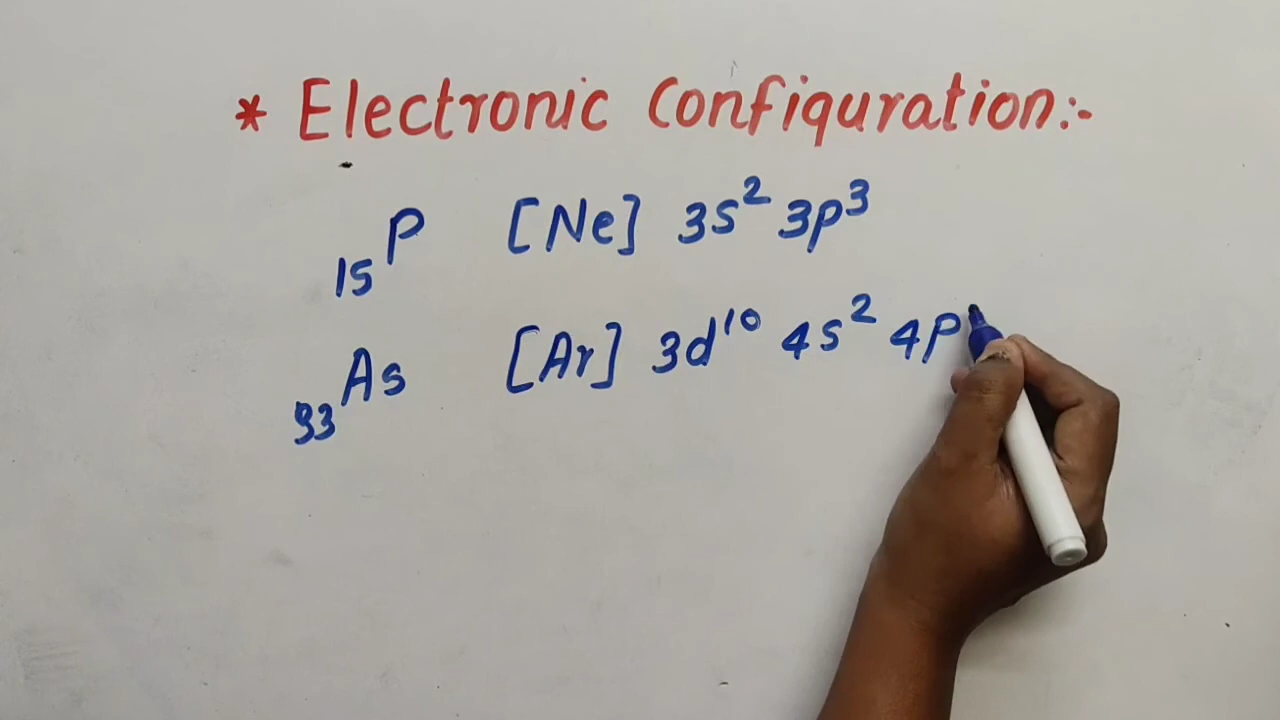 * Electronic Configuration:-
₁₅P [Ne] 3s² 3p³
₃₃As [Ar] 3d¹⁰ 4s² 4p